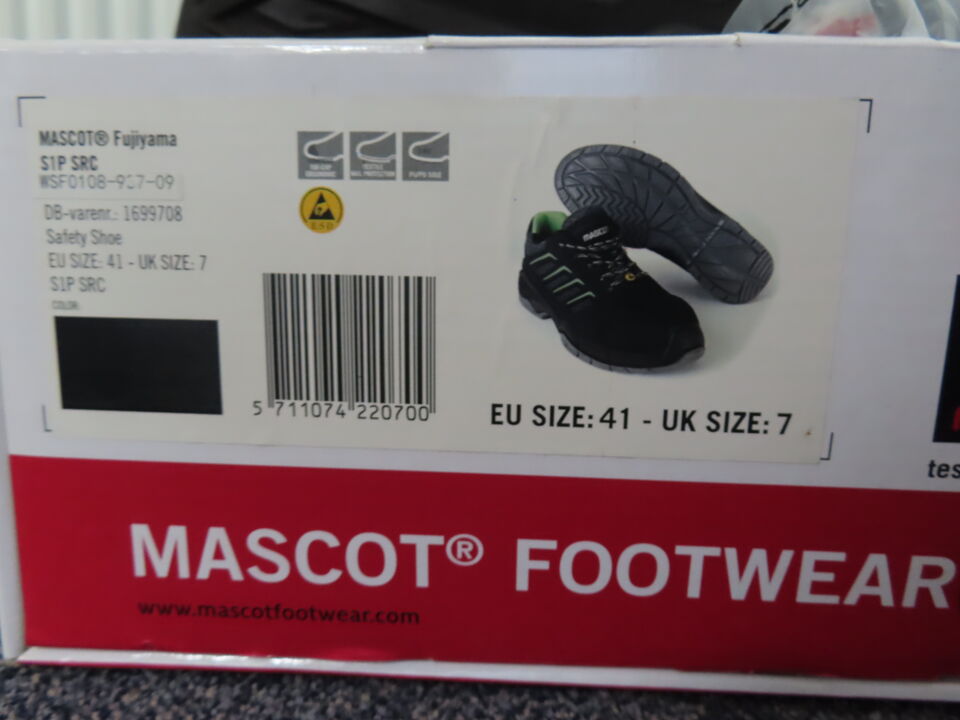 MASCOT® Fujiyama
S1P SRC
DB-varenr.: 1699708
Safety Shoe
EU SIZE: 41 - UK SIZE: 7
S1P SRC
COLOR:
ESD
5 711074 220700
MASCOT
EU SIZE: 41 - UK SIZE: 7
tes
MASCOT® FOOTWEAR
www.mascotfootwear.com